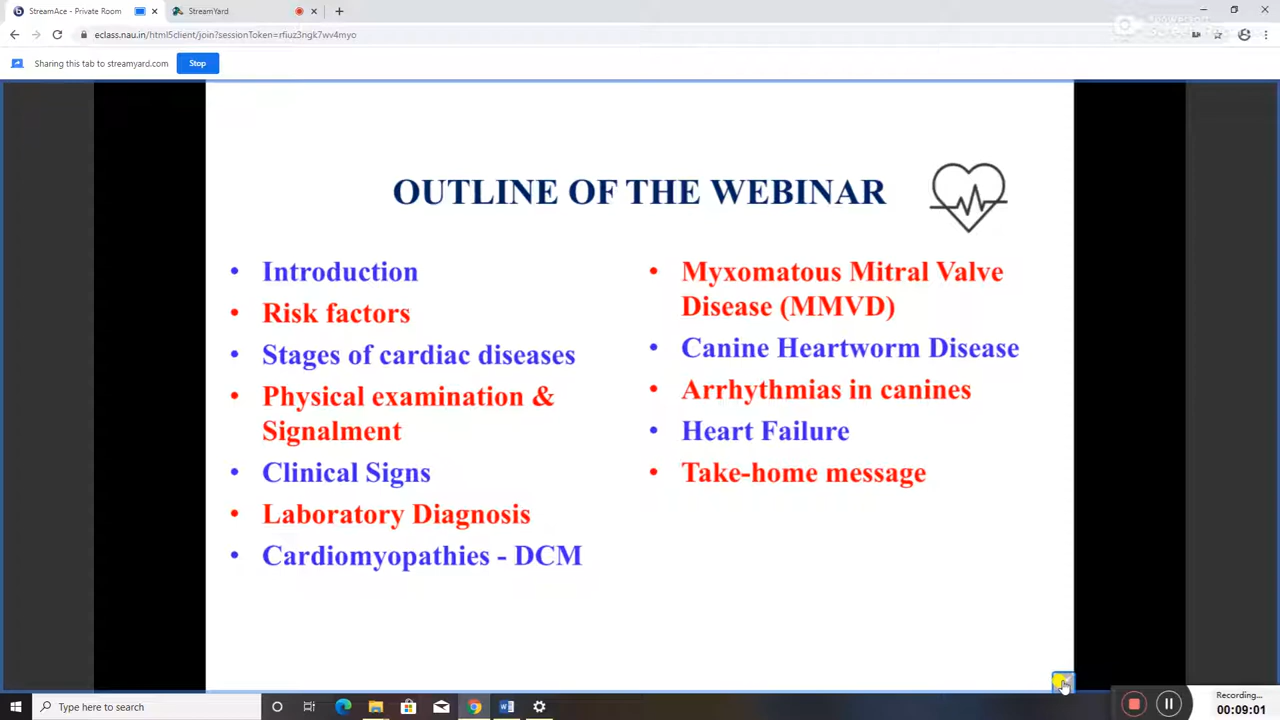 StreamAce - Private Room
StreamYard
eclass.nau.in/html5client/join?sessionToken=rfiuz3ngk7wv4myo
Sharing this tab to streamyard.com
Stop
OUTLINE OF THE WEBINAR
• Introduction
• Risk factors
• Stages of cardiac diseases
• Physical examination &
Signalment
• Clinical Signs
• Laboratory Diagnosis
• Cardiomyopathies - DCM
• Myxomatous Mitral Valve
Disease (MMVD)
• Canine Heartworm Disease
• Arrhythmias in canines
• Heart Failure
• Take-home message
Type here to search
Recording...
00:09:01